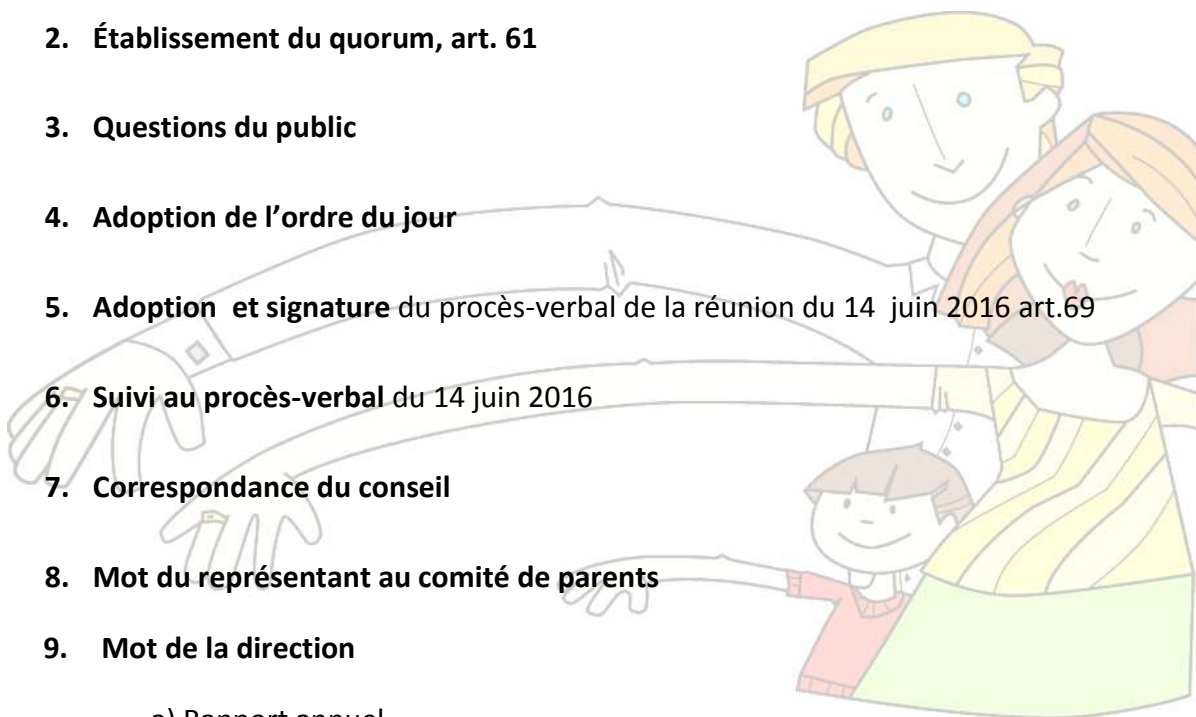 2. Établissement du quorum, art. 61
3. Questions du public
4. Adoption de l’ordre du jour
5. Adoption et signature du procès-verbal de la réunion du 14 juin 2016 art.69
6. Suivi au procès-verbal du 14 juin 2016
7. Correspondance du conseil
8. Mot du représentant au comité de parents
9. Mot de la direction
a) Rapport annuel